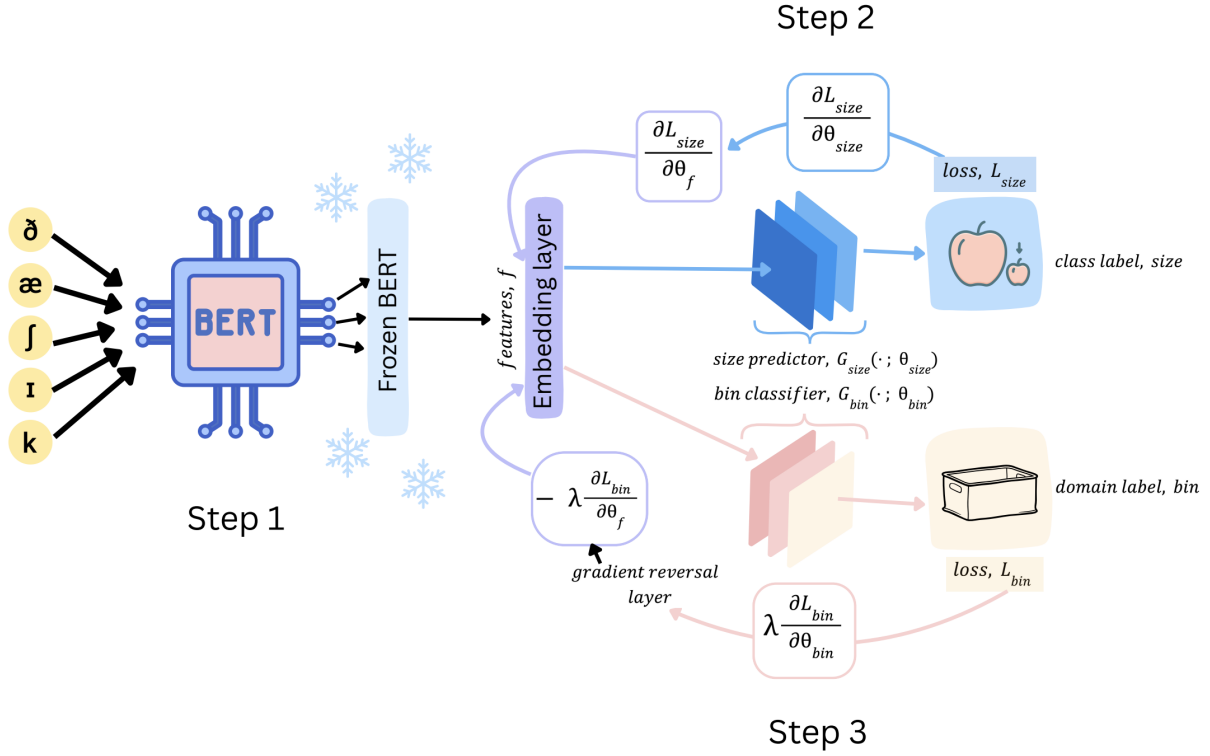 Step 2
∂L_size
∂θ_size
∂L_size
∂θ_f
loss, L_size
ð
æ
ʃ
ɪ
k
BERT
Frozen BERT
features, f
Embedding layer
class label, size
size predictor, G_size(· ; θ_size)
bin classifier, G_bin(· ; θ_bin)
Step 1
− λ ∂L_bin
∂θ_f
domain label, bin
gradient reversal
layer
loss, L_bin
λ ∂L_bin
∂θ_bin
Step 3